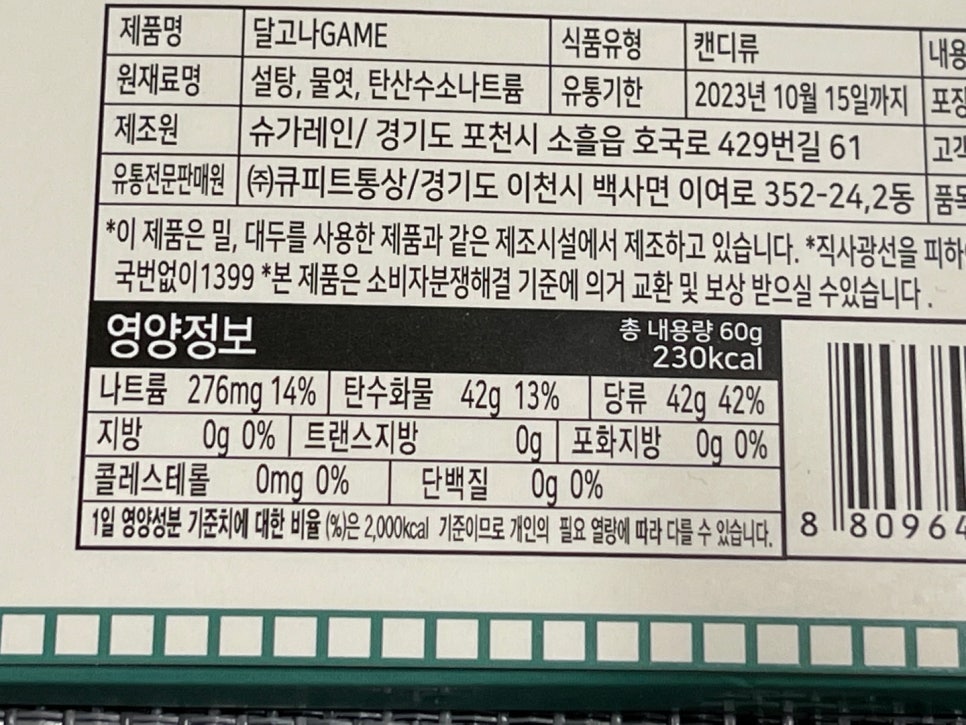 제품명 달고나GAME 식품유형 캔디류 내용
원재료명 설탕, 물엿, 탄산수소나트륨 유통기한 2023년 10월 15일까지 포장
제조원 슈가레인/ 경기도 포천시 소흘읍 호국로 429번길 61 고객
유통전문판매원 ㈜큐피트통상/경기도 이천시 백사면 이여로 352-24,2동 품목
*이 제품은 밀, 대두를 사용한 제품과 같은 제조시설에서 제조하고 있습니다. *직사광선을 피하
국번없이1399 *본 제품은 소비자분쟁해결 기준에 의거 교환 및 보상 받으실 수있습니다.
영양정보 총 내용량 60g
230kcal
나트륨 276mg 14% 탄수화물 42g 13% 당류 42g 42%
지방 0g 0% 트랜스지방 0g 포화지방 0g 0%
콜레스테롤 0mg 0% 단백질 0g 0%
1일 영양성분 기준치에 대한 비율(%)은 2,000kcal 기준이므로 개인의 필요 열량에 따라 다를 수 있습니다.
8 80964